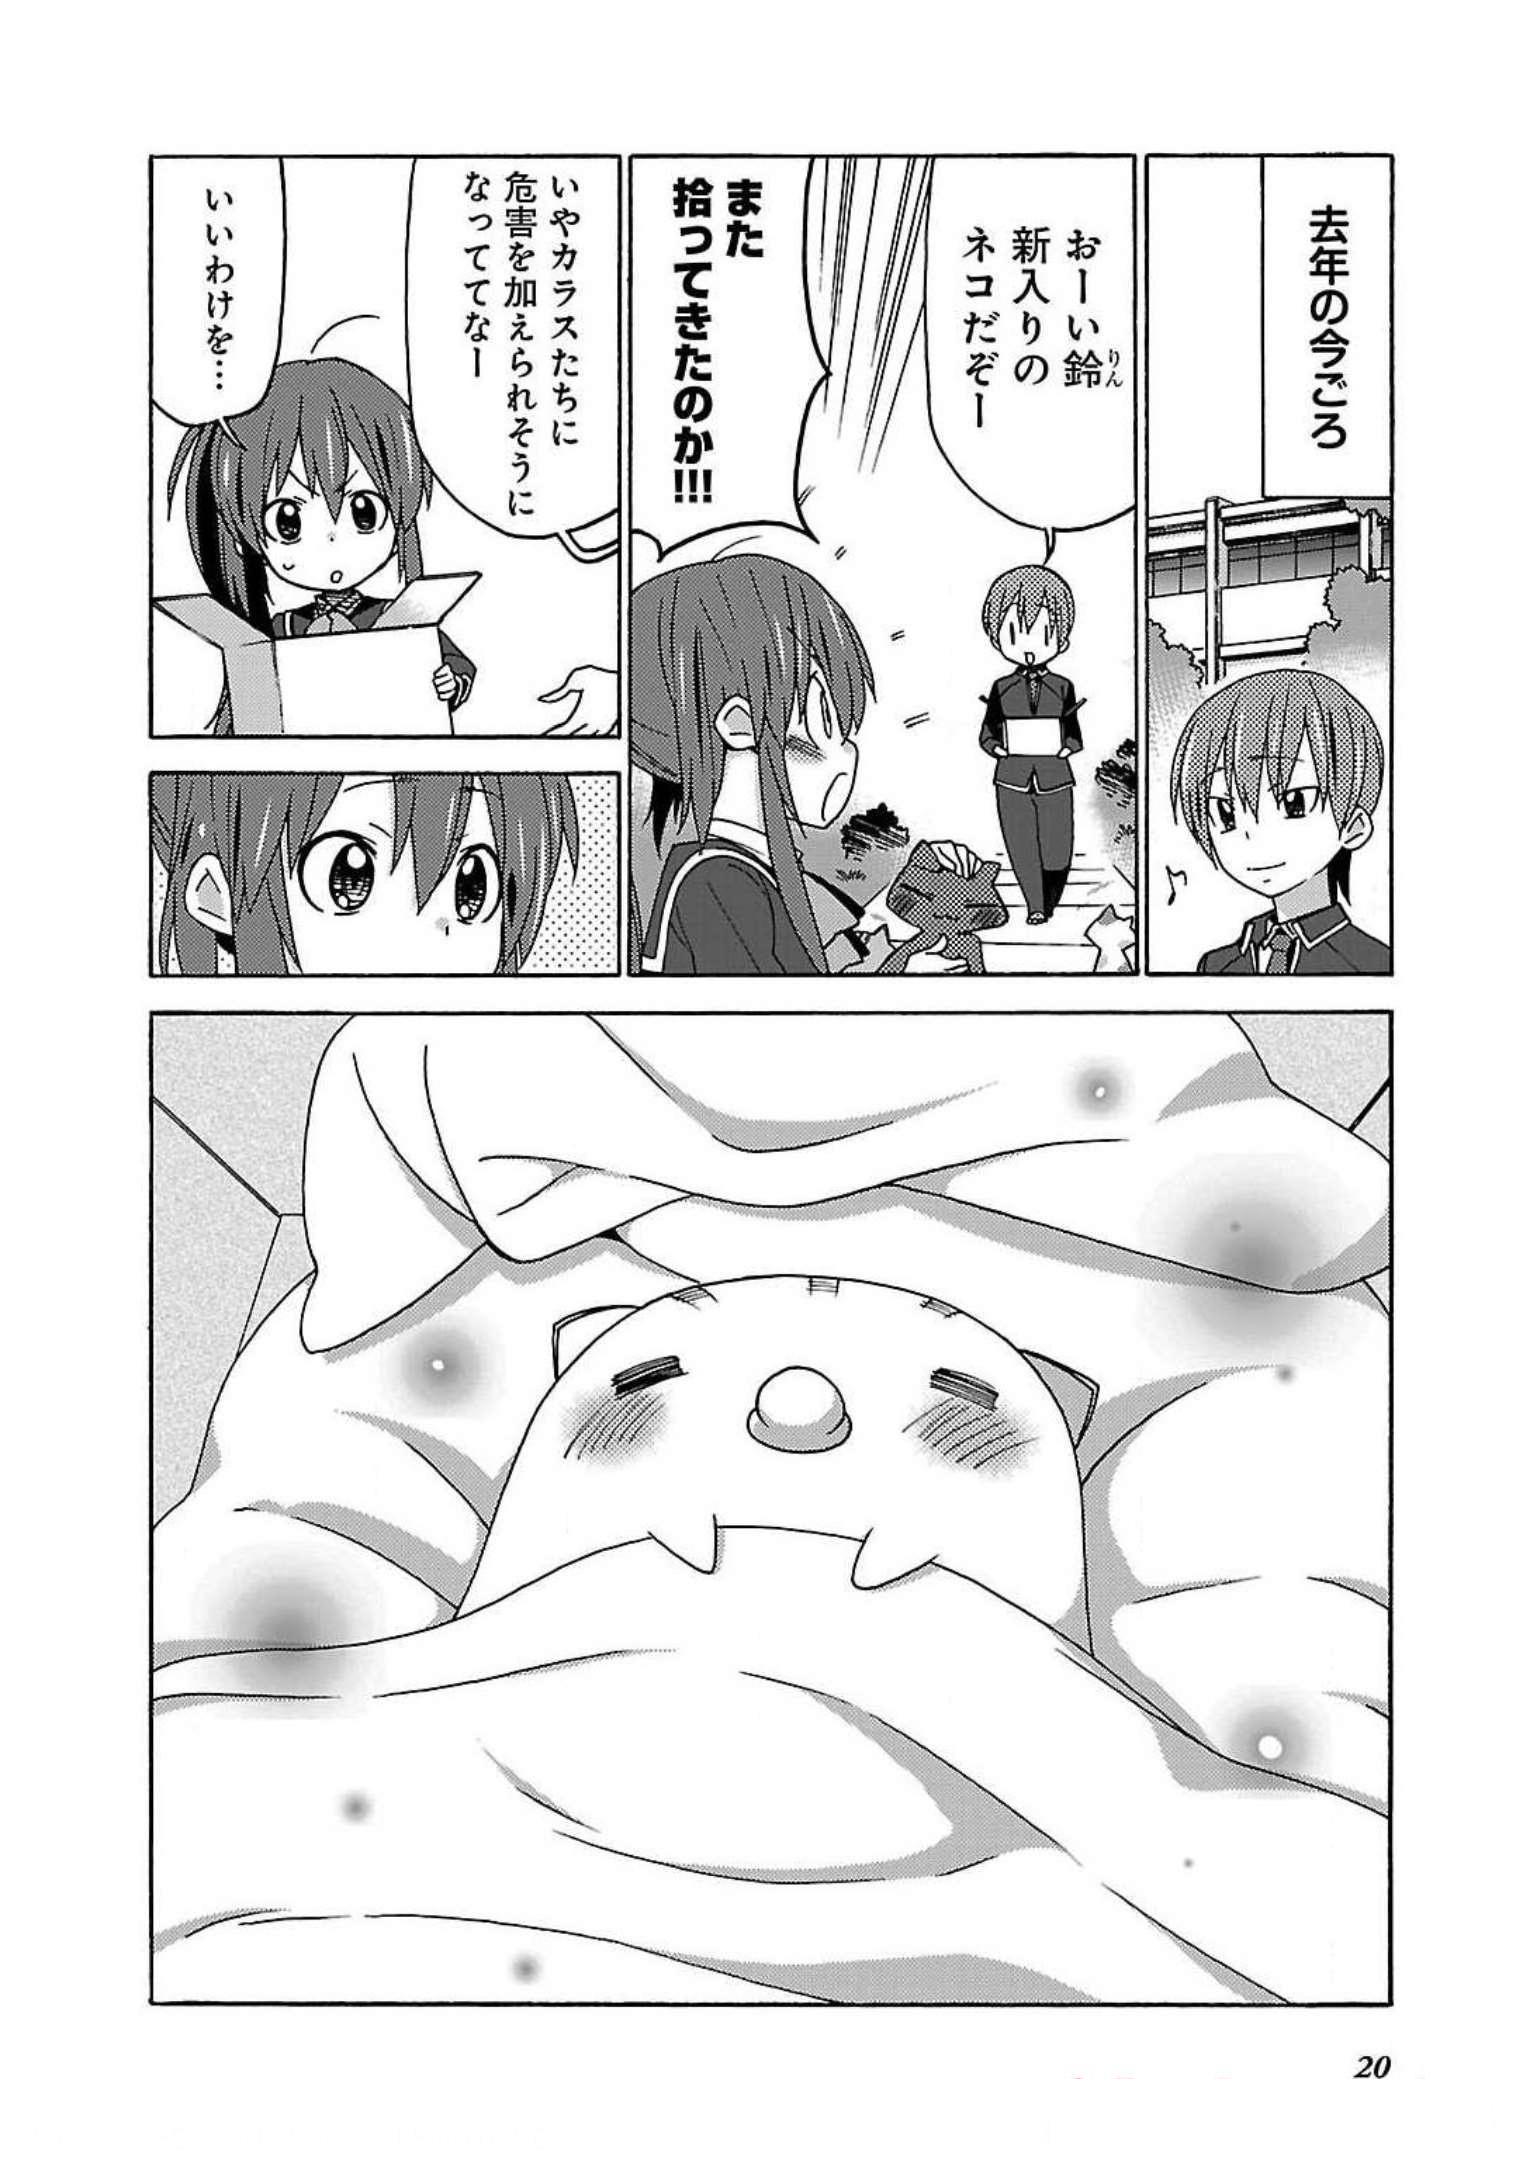 去年の今ごろ
おーい鈴
りん
新入りの
ネコだぞー
また
拾ってきたのか!!!
いやカラスたちに
危害を加えられそうに
なっててなー
いいわけを…
20